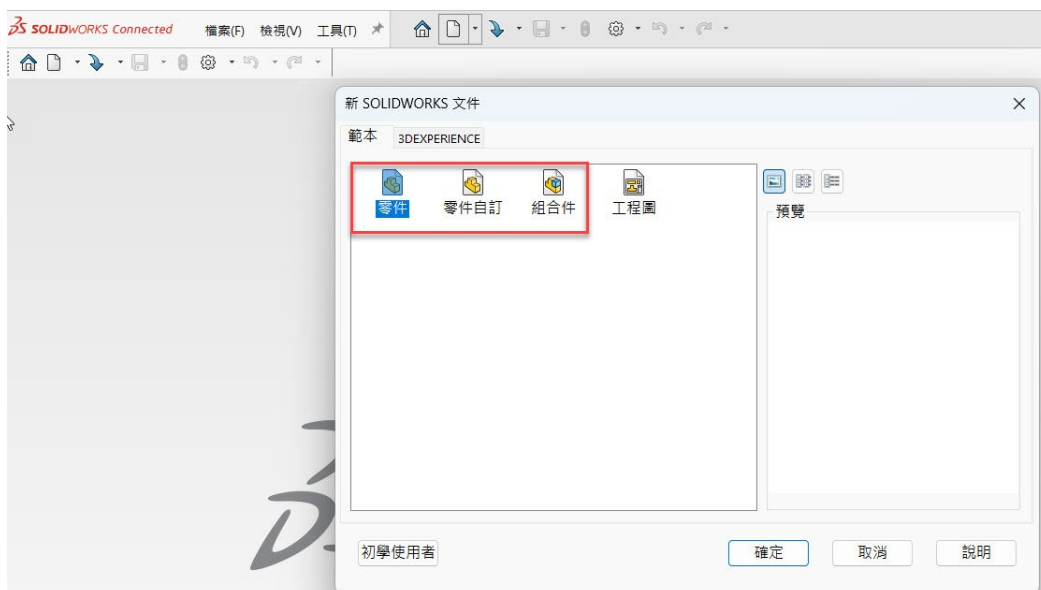 SOLIDWORKS Connected 檔案(F) 檢視(V) 工具(T)
新 SOLIDWORKS 文件
範本 3DEXPERIENCE
零件 零件自訂 組合件 工程圖
預覽
初學使用者 確定 取消 說明